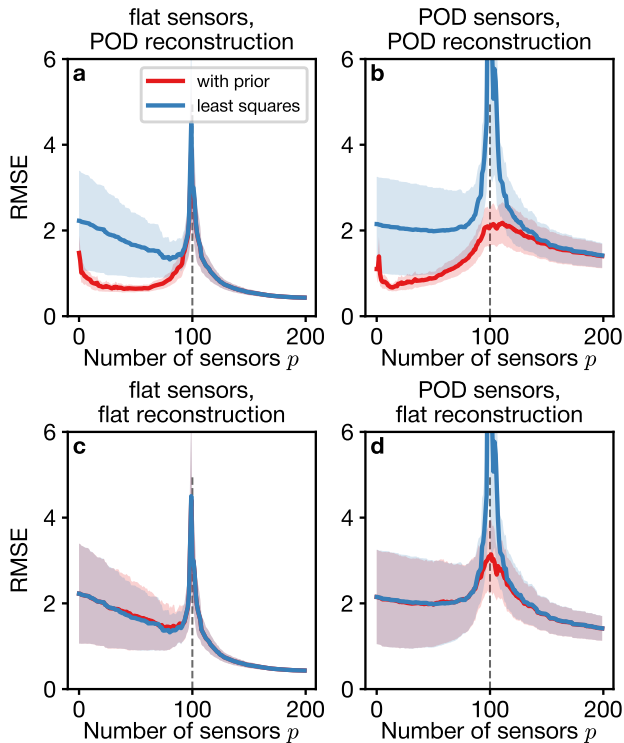 flat sensors,
POD reconstruction
a
with prior
least squares
RMSE
6
4
2
0
0
100
200
Number of sensors p
POD sensors,
POD reconstruction
b
6
4
2
0
0
100
200
Number of sensors p
flat sensors,
flat reconstruction
c
RMSE
6
4
2
0
0
100
200
Number of sensors p
POD sensors,
flat reconstruction
d
6
4
2
0
0
100
200
Number of sensors p